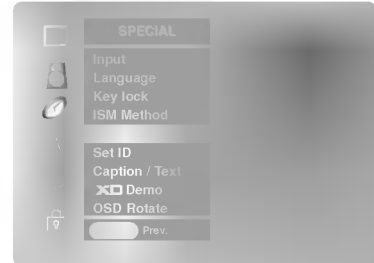 SPECIAL
Input
Language
Key lock
ISM Method
Set ID
Caption / Text
XD Demo
OSD Rotate
Prev.